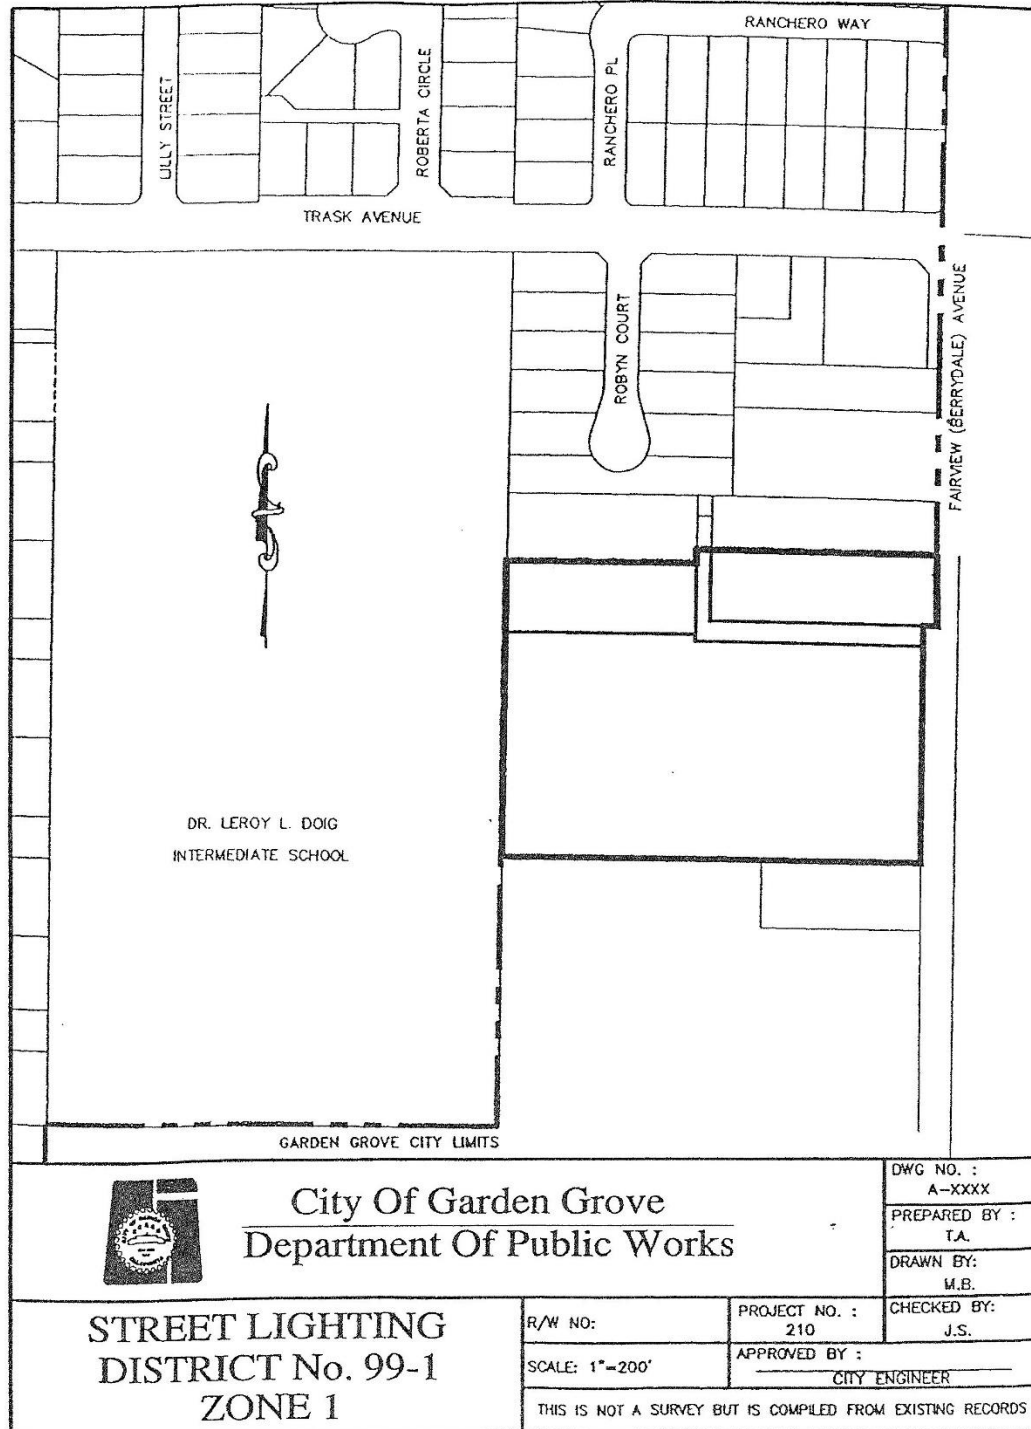 RANCHERO WAY
LILLY STREET
ROBERTA CIRCLE
RANCHERO PL
TRASK AVENUE
ROBYN COURT
FAIRVIEW (BERRYDALE) AVENUE
DR. LEROY L. DOIG
INTERMEDIATE SCHOOL
GARDEN GROVE CITY LIMITS
City Of Garden Grove
Department Of Public Works
DWG NO. :
A-XXXX
PREPARED BY :
T.A.
DRAWN BY:
M.B.
STREET LIGHTING
DISTRICT No. 99-1
ZONE 1
R/W NO:
PROJECT NO. :
210
CHECKED BY:
J.S.
SCALE: 1"=200'
APPROVED BY :
CITY ENGINEER
THIS IS NOT A SURVEY BUT IS COMPILED FROM EXISTING RECORDS